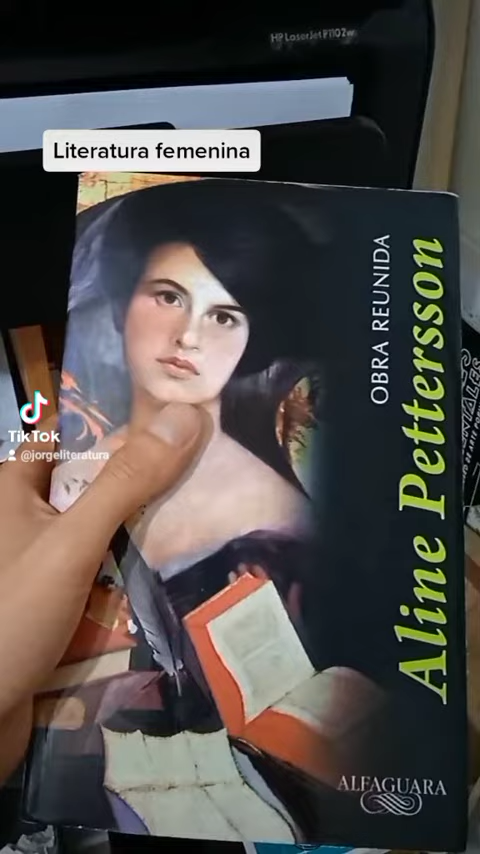 HP LaserJet P1102w
Literatura femenina
OBRA REUNIDA
Aline Pettersson
TikTok
@jorgeliteratura
ALFAGUARA